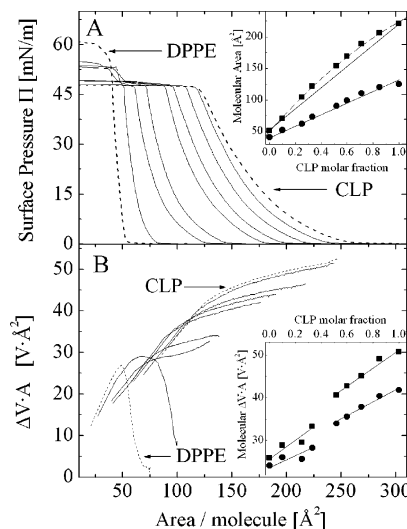 A
DPPE
CLP
Surface Pressure Π [mN/m]
60
45
30
15
0
Molecular Area [Å²]
250
200
150
100
50
0.0 0.2 0.4 0.6 0.8 1.0
CLP molar fraction
B
CLP
DPPE
ΔV·A [V·Å²]
50
40
30
20
10
0
CLP molar fraction
0.0 0.2 0.4 0.6 0.8 1.0
Molecular ΔV·A [V·Å²]
50
40
30
50 100 150 200 250 300
Area / molecule [Å²]